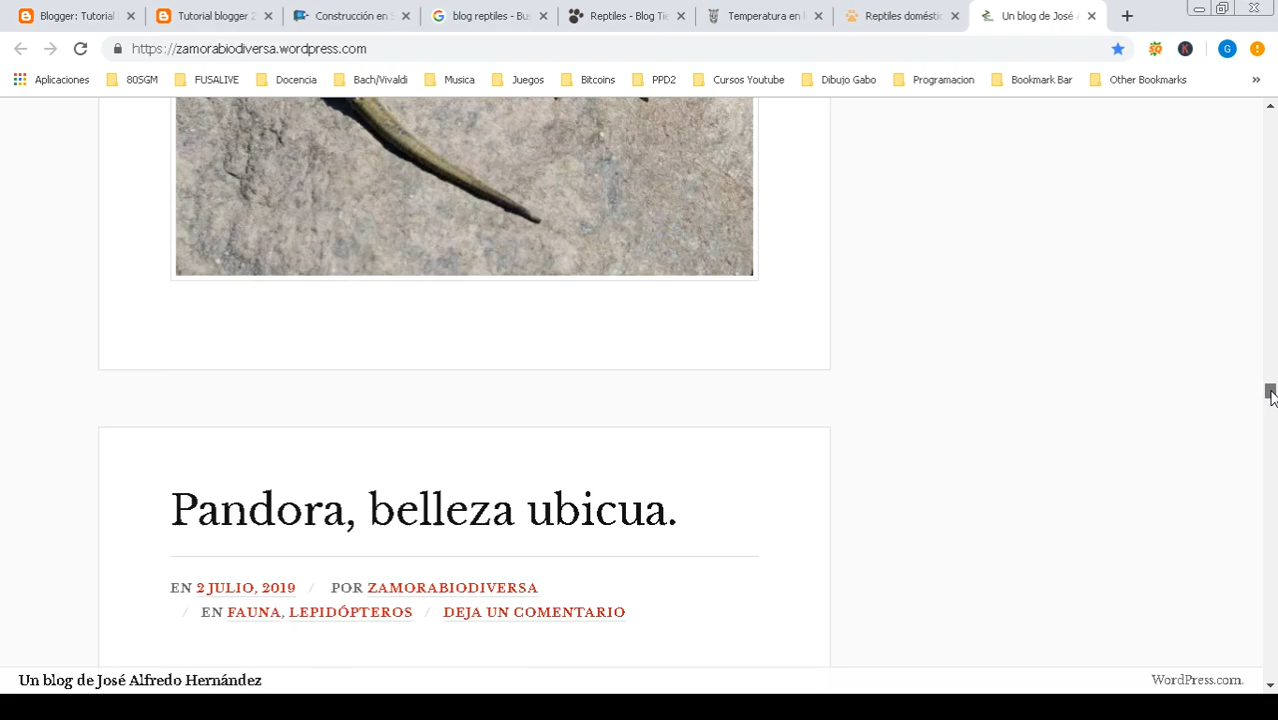 Blogger: Tutorial
Tutorial blogger 2
Construcción en S
blog reptiles - Bus
Reptiles - Blog Tie
Temperatura en
Reptiles doméstic
Un blog de José A
https://zamorabiodiversa.wordpress.com
G
Aplicaciones
80SGM
FUSALIVE
Docencia
Bach/Vivaldi
Musica
Juegos
Bitcoins
PPD2
Cursos Youtube
Dibujo Gabo
Programacion
Bookmark Bar
Other Bookmarks
Pandora, belleza ubicua.
EN 2 JULIO, 2019 / POR ZAMORABIODIVERSA
/ EN FAUNA, LEPIDÓPTEROS / DEJA UN COMENTARIO
Un blog de José Alfredo Hernández
WordPress.com.